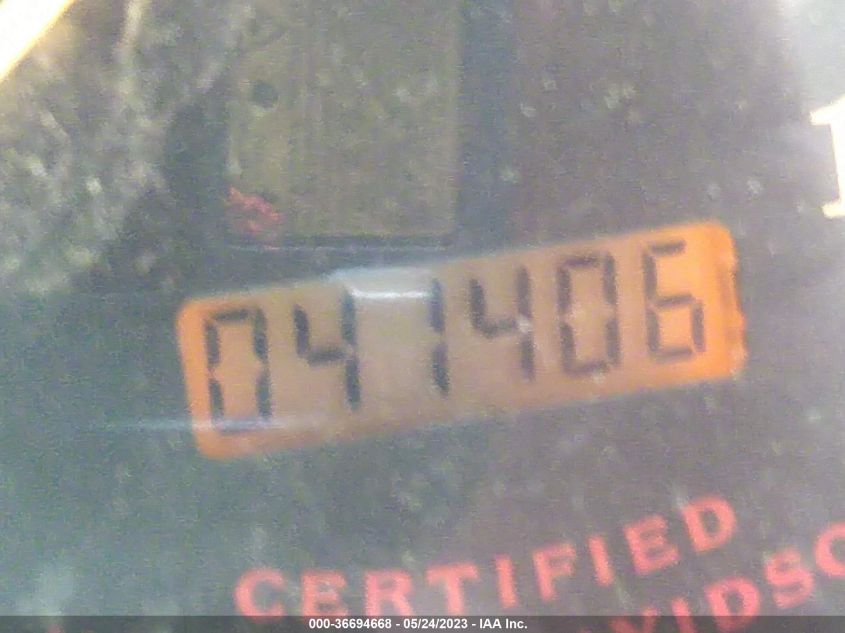 041406
CERTIFIED
000-36694668 - 05/24/2023 - IAA Inc.